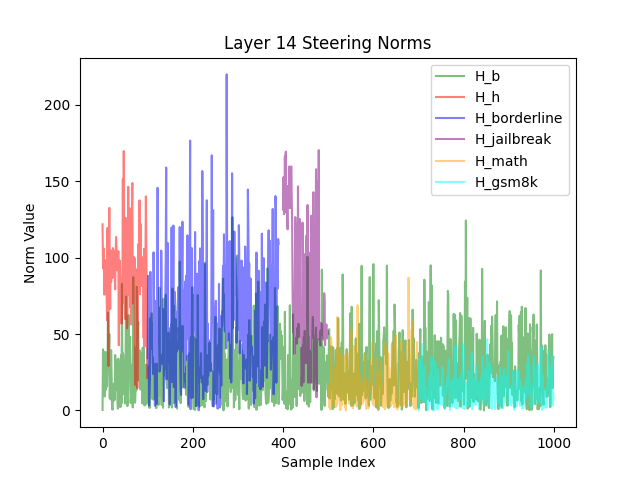 Layer 14 Steering Norms
H_b
H_h
H_borderline
H_jailbreak
H_math
H_gsm8k
Norm Value
200
150
100
50
0
0
200
400
600
800
1000
Sample Index